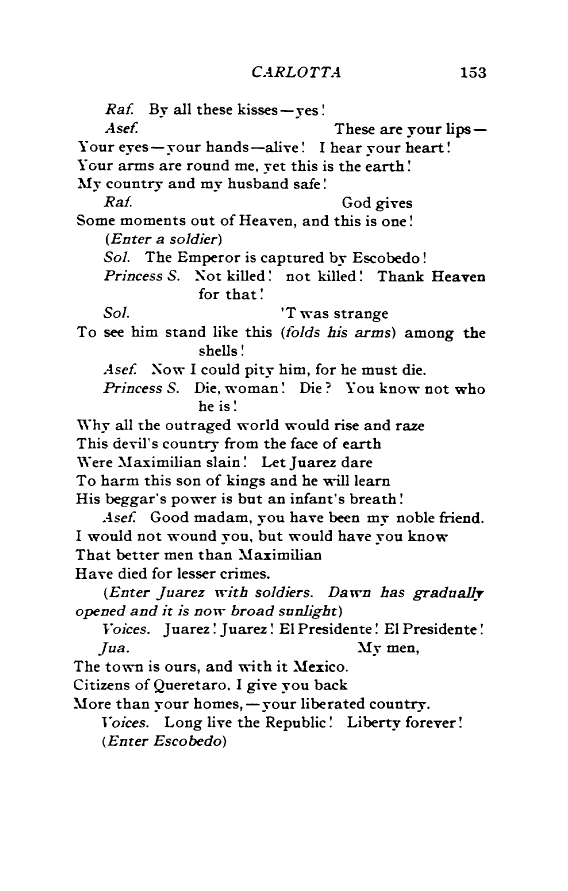 CARLOTTA 153
Raf. By all these kisses—yes!
Asef. These are your lips—
Your eyes—your hands—alive! I hear your heart!
Your arms are round me, yet this is the earth!
My country and my husband safe!
Raf. God gives
Some moments out of Heaven, and this is one!
(Enter a soldier)
Sol. The Emperor is captured by Escobedo!
Princess S. Not killed! not killed! Thank Heaven
for that!
Sol. 'Twas strange
To see him stand like this (folds his arms) among the
shells!
Asef. Now I could pity him, for he must die.
Princess S. Die, woman! Die? You know not who
he is!
Why all the outraged world would rise and raze
This devil's country from the face of earth
Were Maximilian slain! Let Juarez dare
To harm this son of kings and he will learn
His beggar's power is but an infant's breath!
Asef. Good madam, you have been my noble friend.
I would not wound you, but would have you know
That better men than Maximilian
Have died for lesser crimes.
(Enter Juarez with soldiers. Dawn has gradually
opened and it is now broad sunlight)
Voices. Juarez! Juarez! El Presidente! El Presidente!
Jua. My men,
The town is ours, and with it Mexico.
Citizens of Queretaro, I give you back
More than your homes,—your liberated country.
Voices. Long live the Republic! Liberty forever!
(Enter Escobedo)